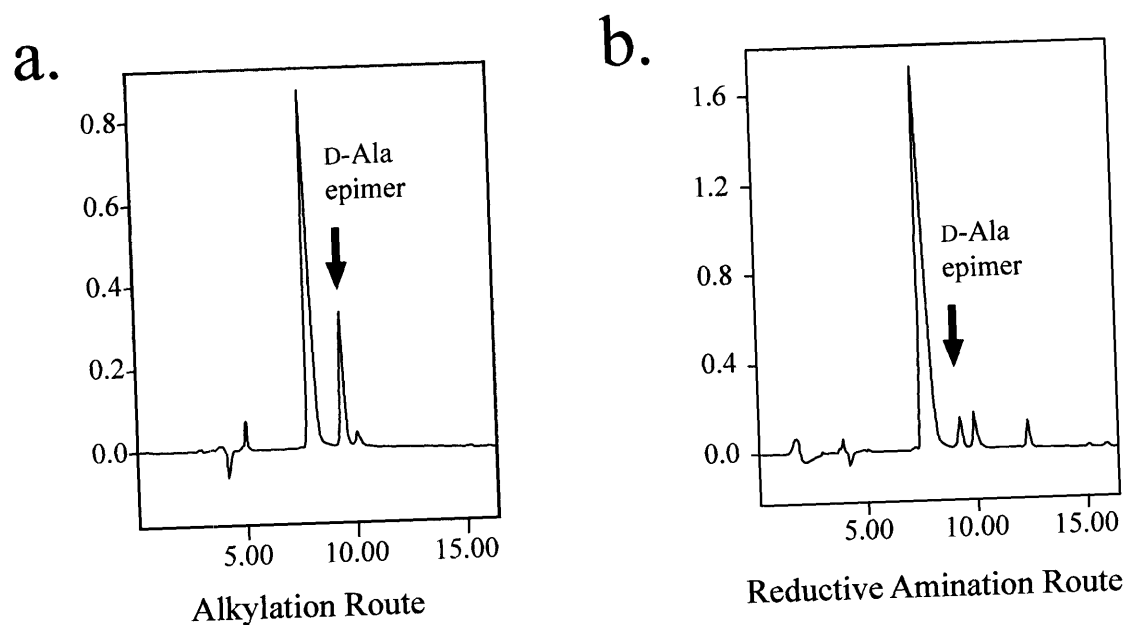 a.
0.8
0.6
0.4
0.2
0.0
D-Ala
epimer
5.00 10.00 15.00
Alkylation Route
b.
1.6
1.2
0.8
0.4
0.0
D-Ala
epimer
5.00 10.00 15.00
Reductive Amination Route